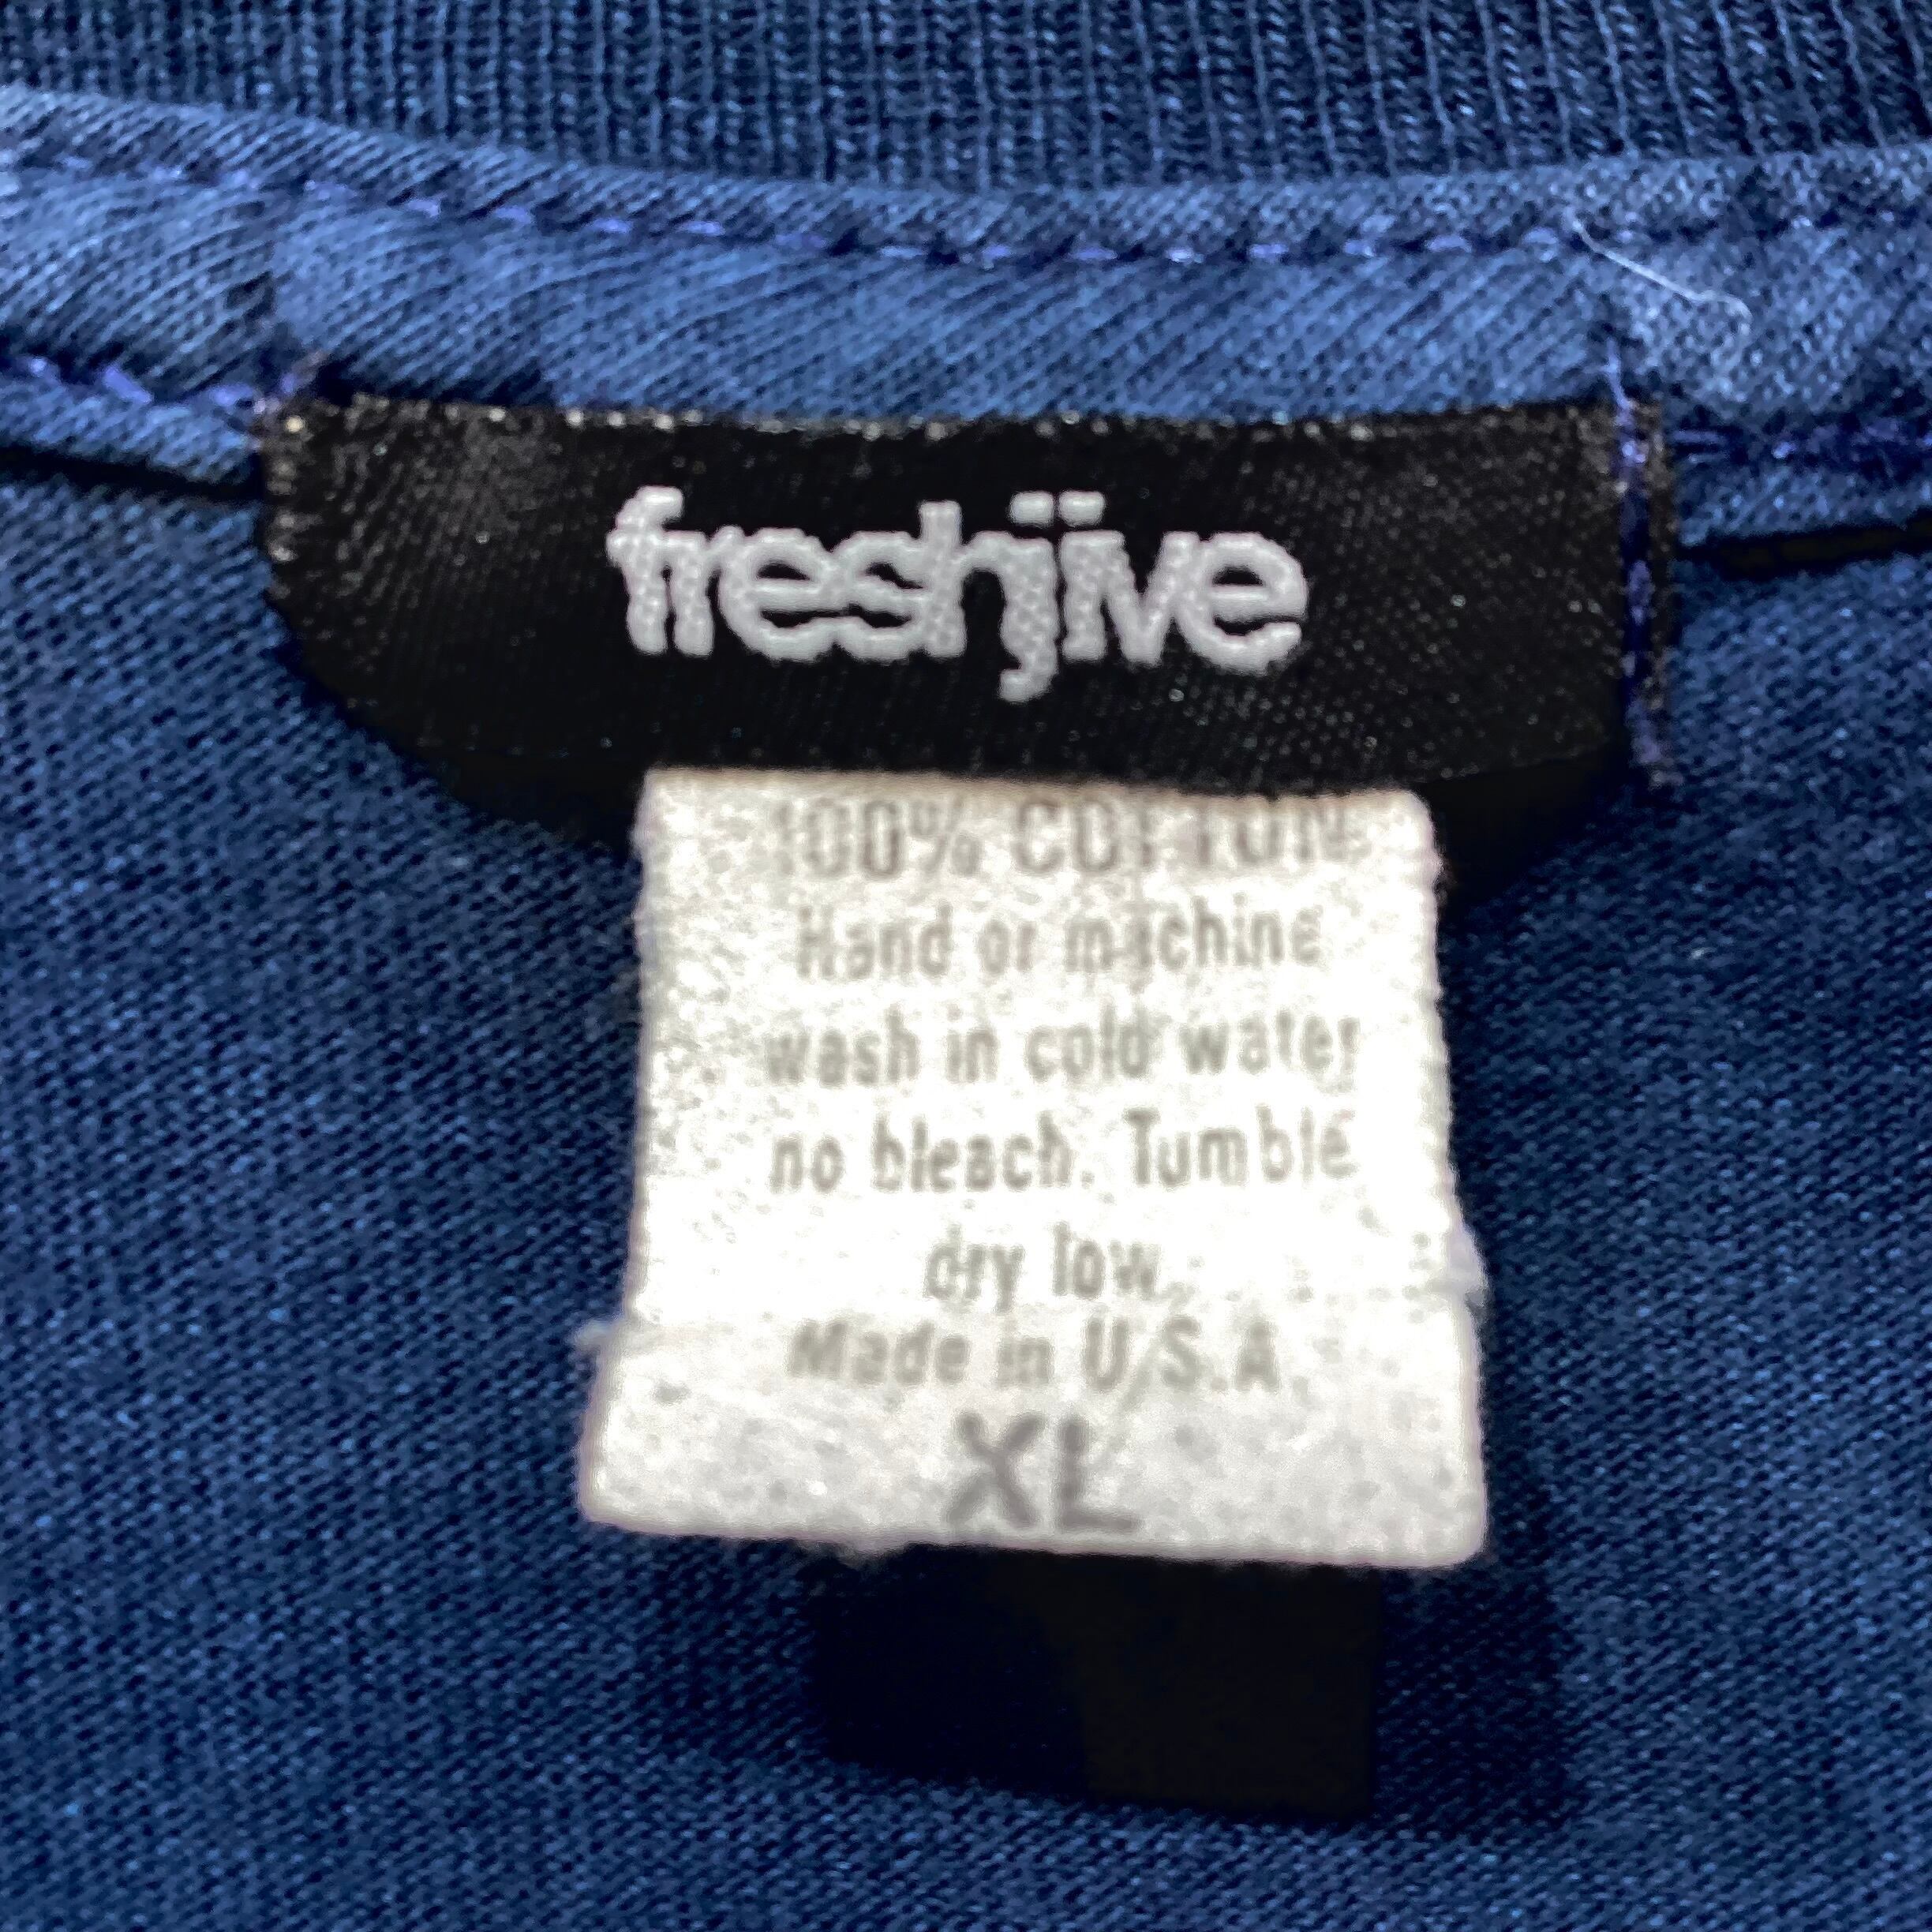 freshjive
100% COTTON
Hand or machine
wash in cold water
no bleach. Tumble
dry low.
Made in U.S.A.
XL